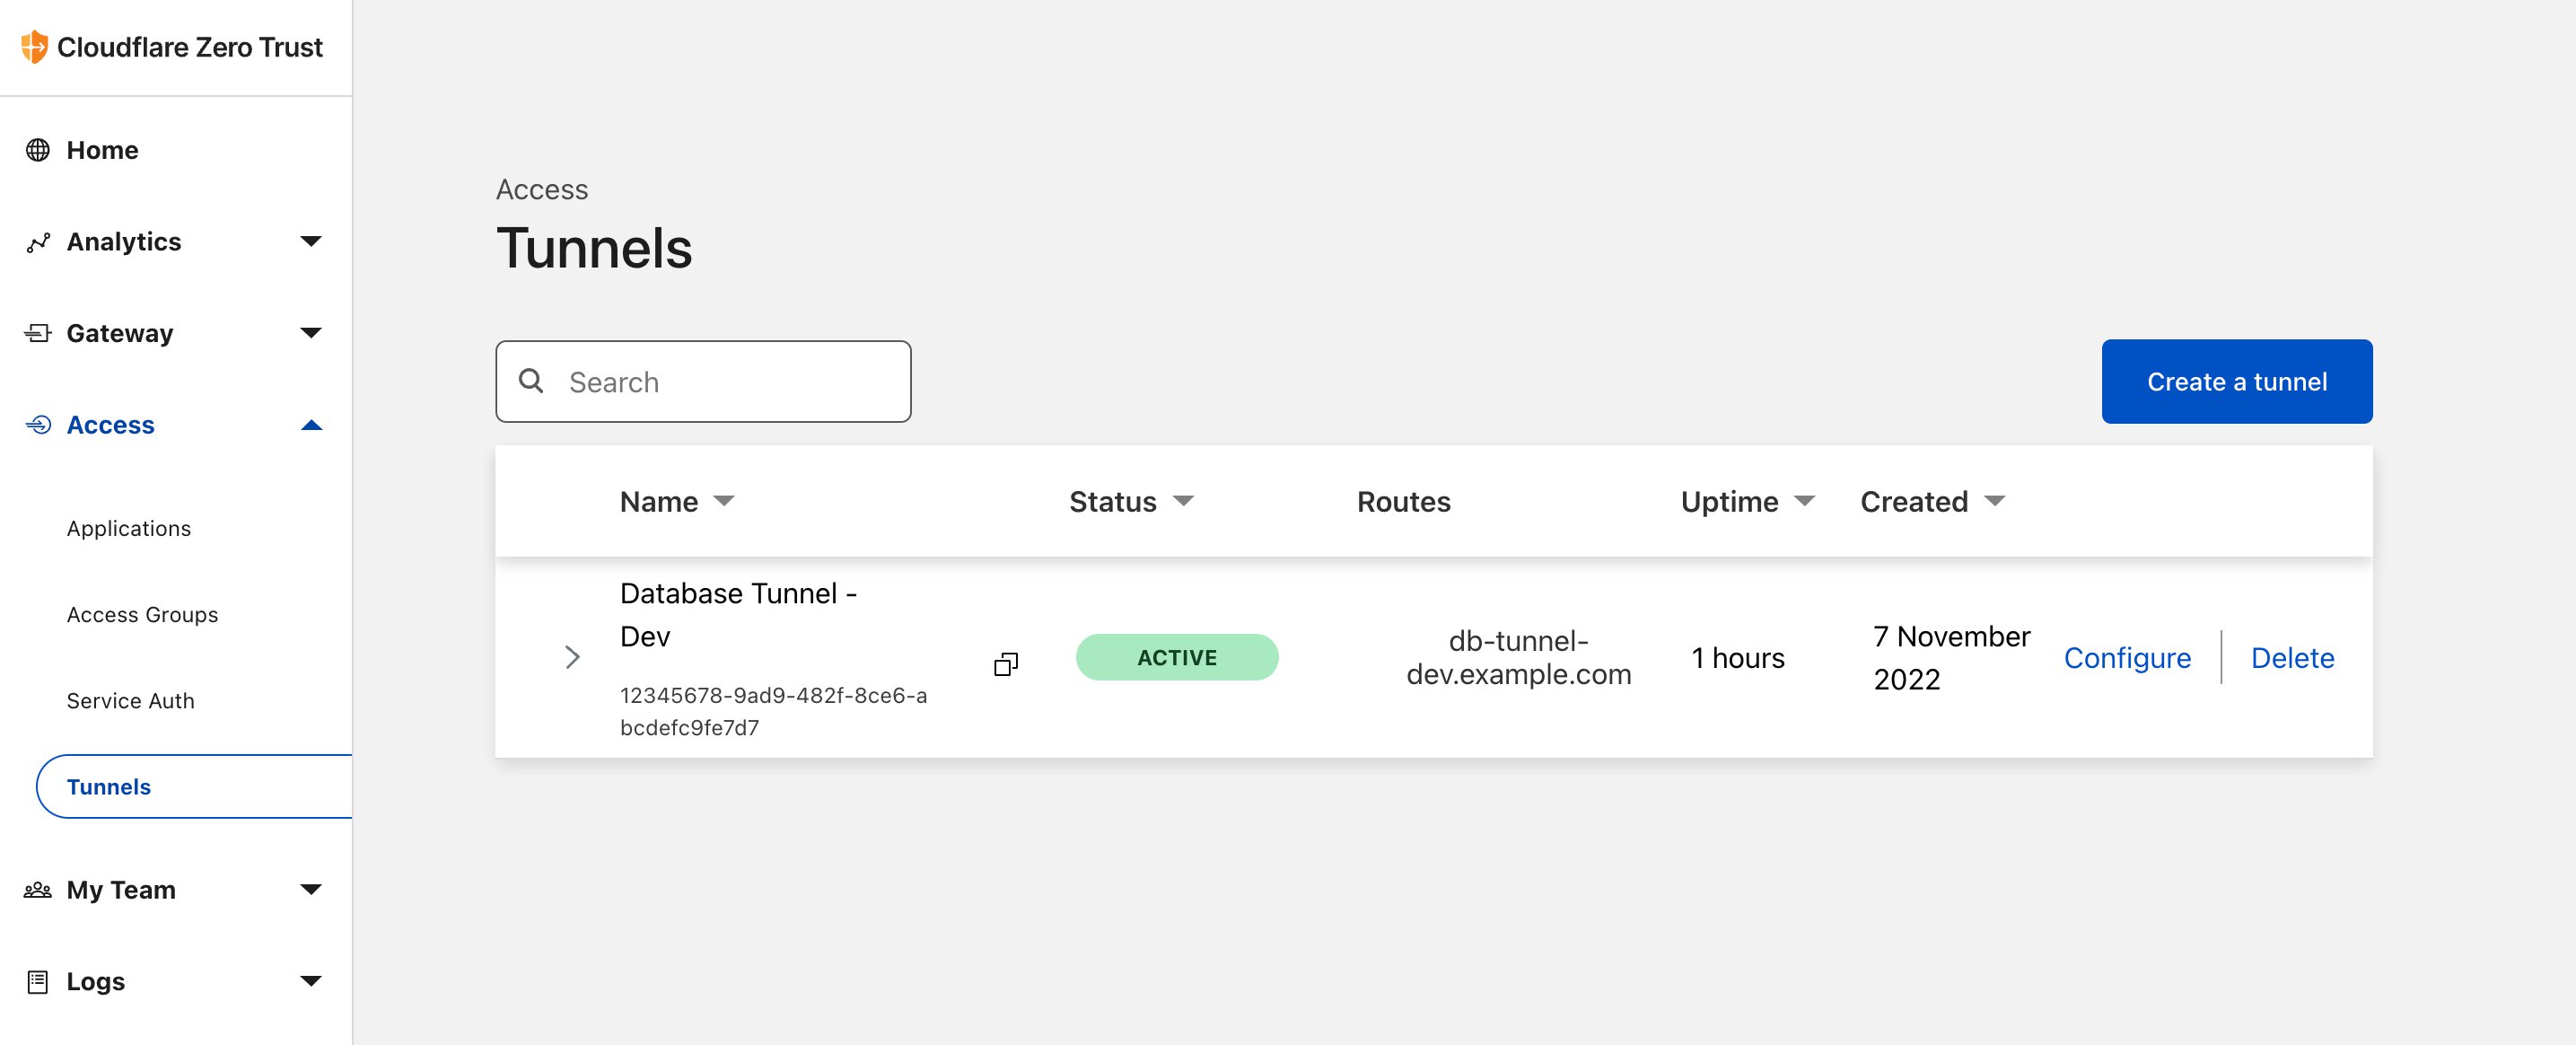 Cloudflare Zero Trust
Home
Analytics
Gateway
Access
Applications
Access Groups
Service Auth
Tunnels
My Team
Logs
Access
Tunnels
Search
Create a tunnel
Name Status Routes Uptime Created
Database Tunnel -
Dev
12345678-9ad9-482f-8ce6-a
bcdefc9fe7d7
ACTIVE
db-tunnel-
dev.example.com
1 hours
7 November
2022
Configure
Delete